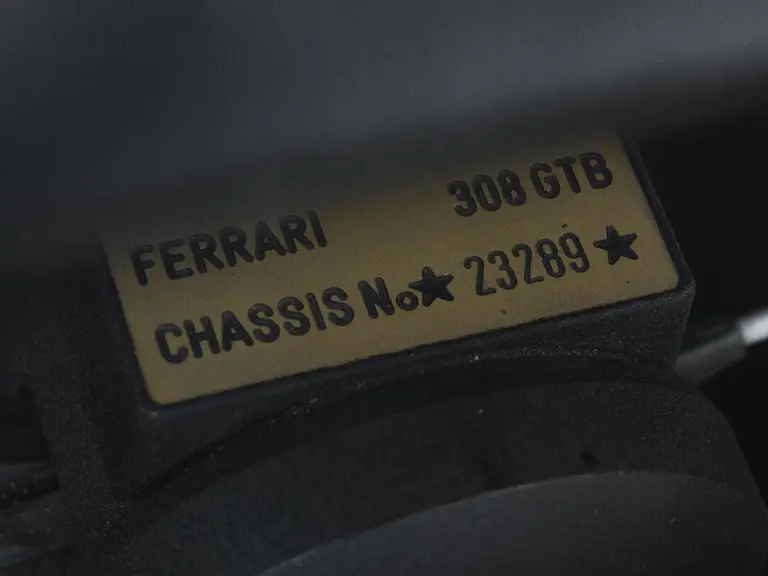 FERRARI 308 GTB
CHASSIS No★ 23289 ★